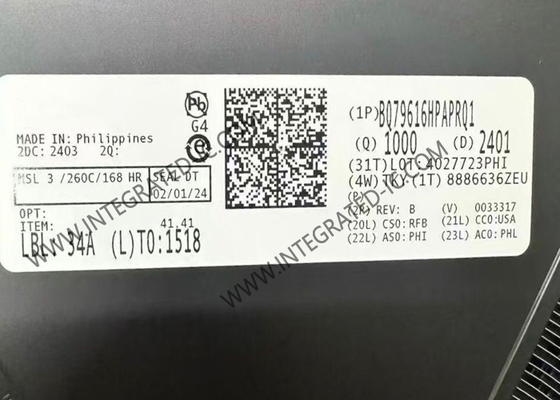 Pb
G4
e
MADE IN: Philippines
2DC: 2403 2Q:
MSL 3 /260C/168 HR SEAL DT
02/01/24
OPT:
ITEM: 41.41
LBL: 34A (L)T0:1518
(1P)BQ79616HPAPRQ1
(Q) 1000 (D) 2401
(31T)LOT:4027723PHI
(4W)TKY:(1T) 8886636ZEU
(P)
(2P) REV: B (V) 0033317
(20L) CSO:RFB (21L) CCO:USA
(22L) ASO:PHI (23L) ACO:PHL
WWW.INTEGRATED-IC.COM
WWW.INTEGRATED-IC.COM